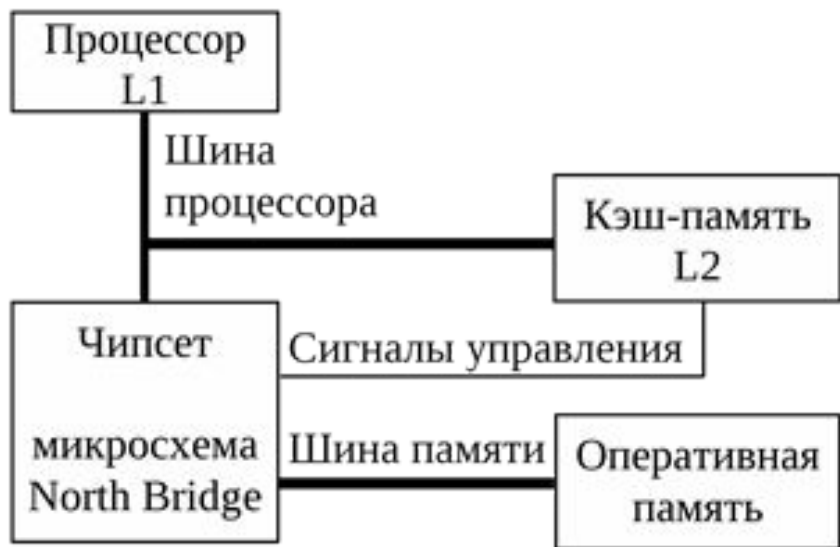 Процессор
L1
Шина
процессора
Кэш-память
L2
Чипсет
микросхема
North Bridge
Сигналы управления
Шина памяти
Оперативная
память